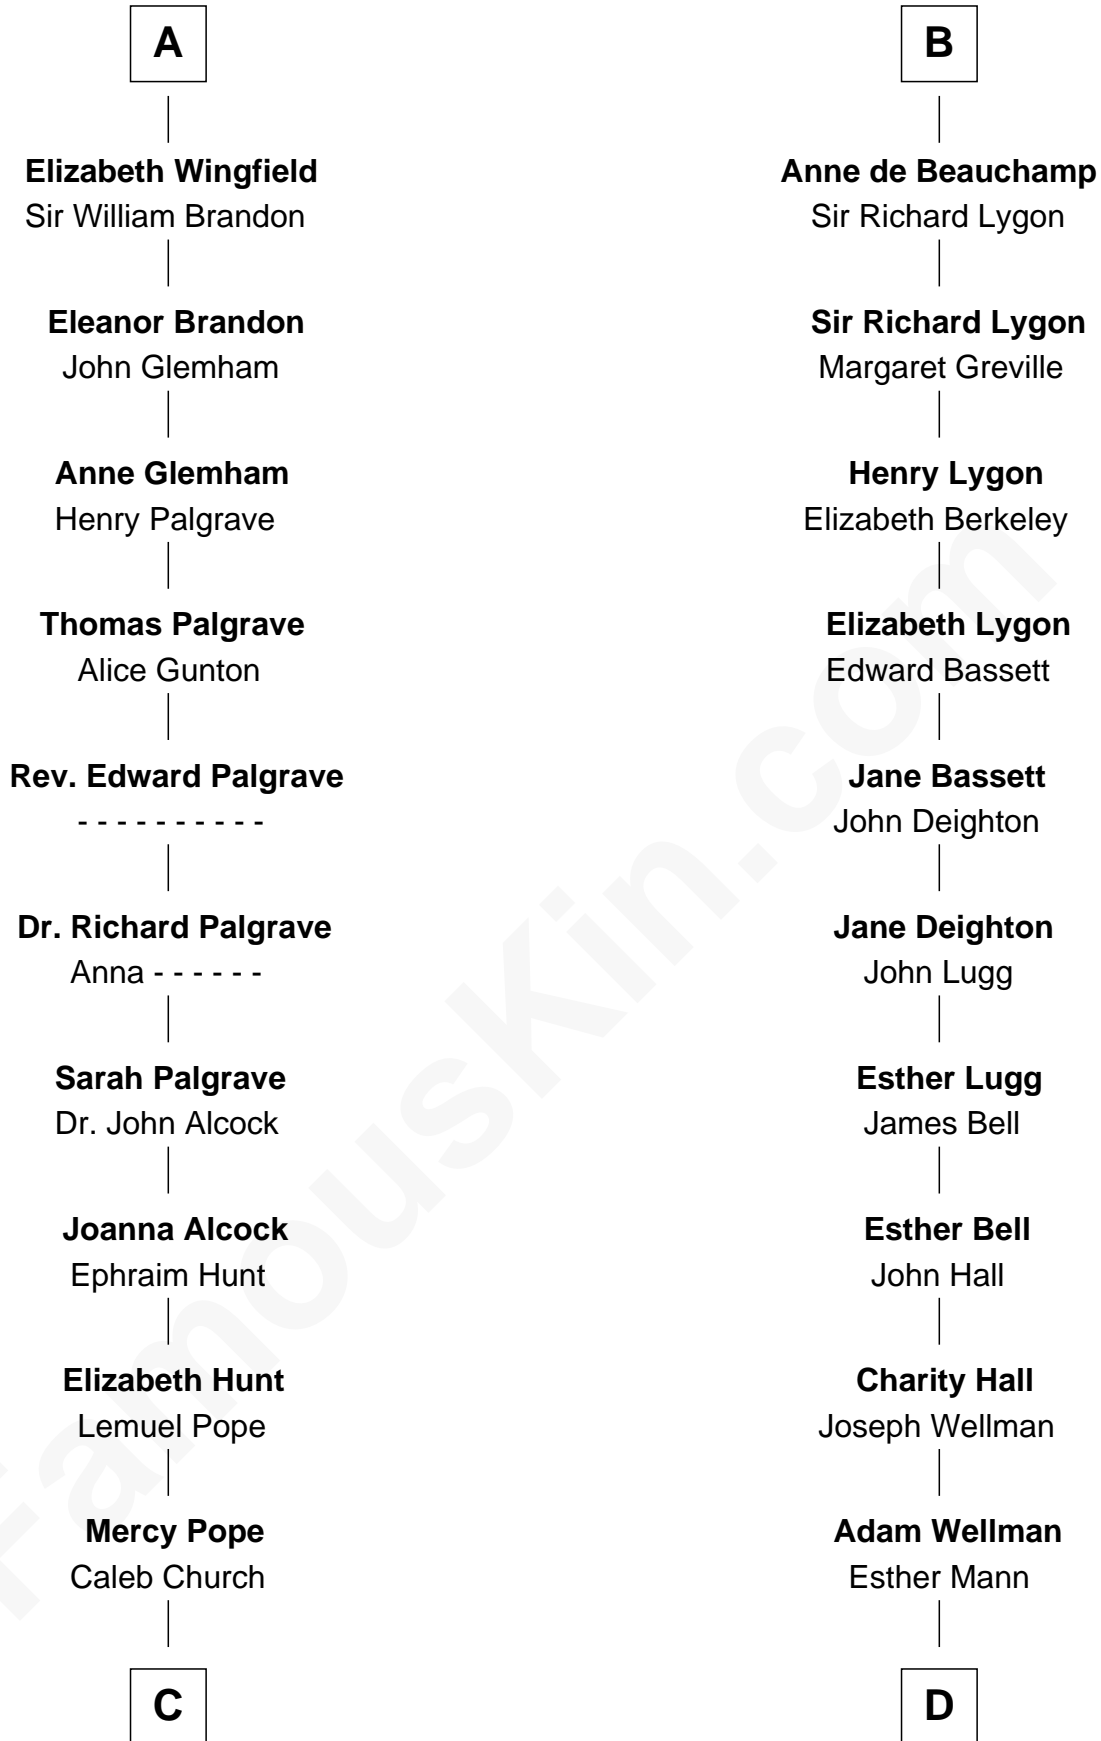 A
Elizabeth Wingfield
Sir William Brandon
Eleanor Brandon
John Glemham
Anne Glemham
Henry Palgrave
Thomas Palgrave
Alice Gunton
Rev. Edward Palgrave
- - - - - - - - - -
Dr. Richard Palgrave
Anna - - - - - -
Sarah Palgrave
Dr. John Alcock
Joanna Alcock
Ephraim Hunt
Elizabeth Hunt
Lemuel Pope
Mercy Pope
Caleb Church
C
B
Anne de Beauchamp
Sir Richard Lygon
Sir Richard Lygon
Margaret Greville
Henry Lygon
Elizabeth Berkeley
Elizabeth Lygon
Edward Bassett
Jane Bassett
John Deighton
Jane Deighton
John Lugg
Esther Lugg
James Bell
Esther Bell
John Hall
Charity Hall
Joseph Wellman
Adam Wellman
Esther Mann
D
FamousKin.com